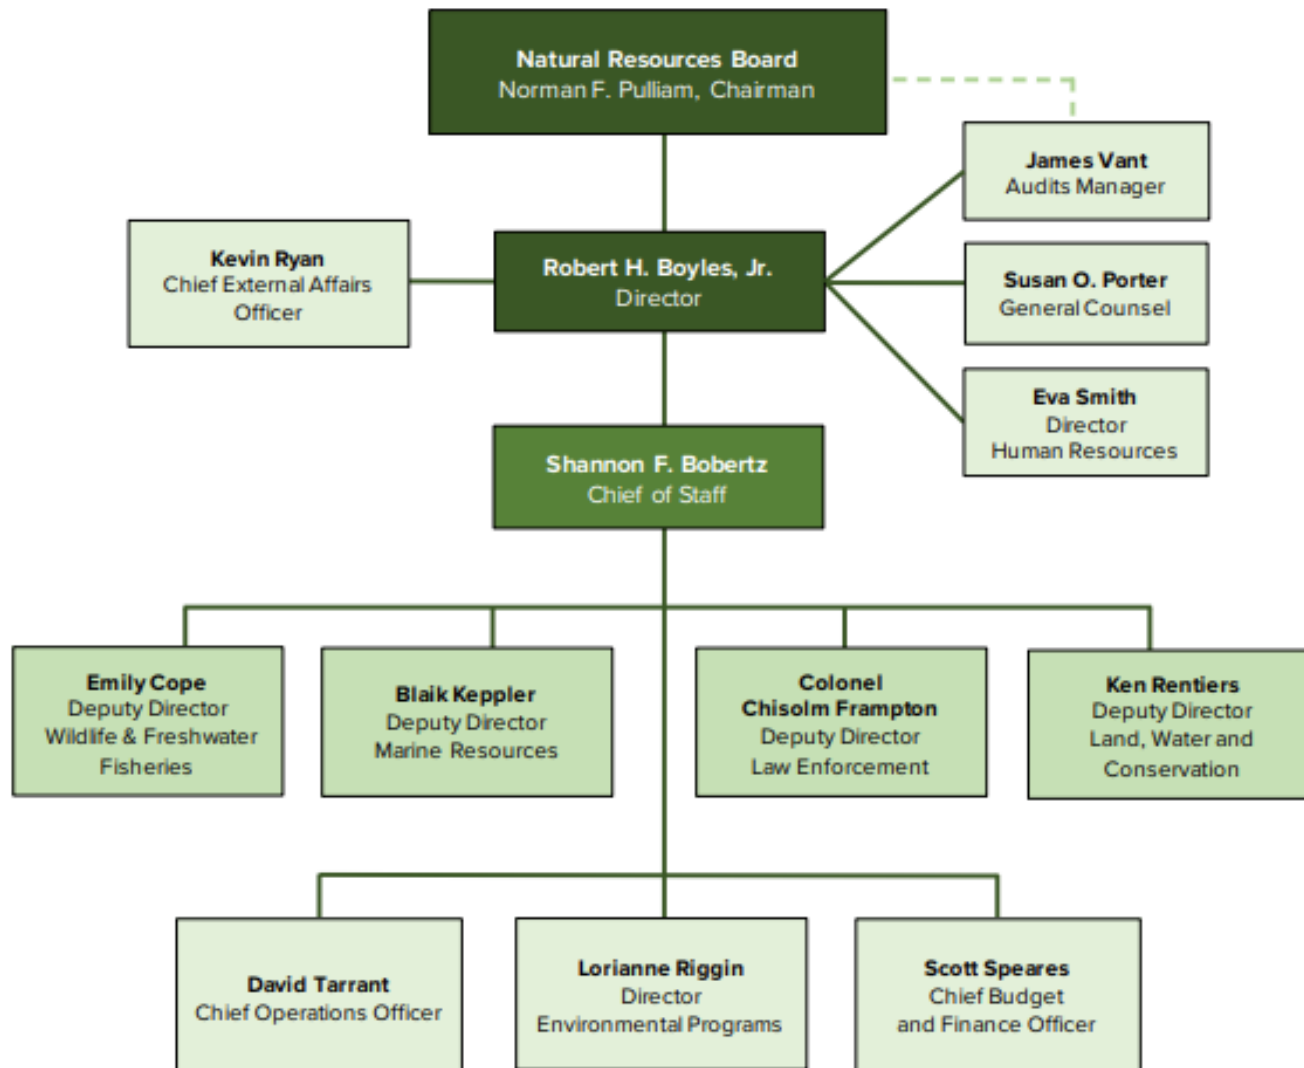 Natural Resources Board
Norman F. Pulliam, Chairman
James Vant
Audits Manager
Kevin Ryan
Chief External Affairs
Officer
Robert H. Boyles, Jr.
Director
Susan O. Porter
General Counsel
Eva Smith
Director
Human Resources
Shannon F. Bobertz
Chief of Staff
Emily Cope
Deputy Director
Wildlife & Freshwater
Fisheries
Blaik Keppler
Deputy Director
Marine Resources
Colonel
Chisolm Frampton
Deputy Director
Law Enforcement
Ken Rentiers
Deputy Director
Land, Water and
Conservation
David Tarrant
Chief Operations Officer
Lorianne Riggin
Director
Environmental Programs
Scott Speares
Chief Budget
and Finance Officer